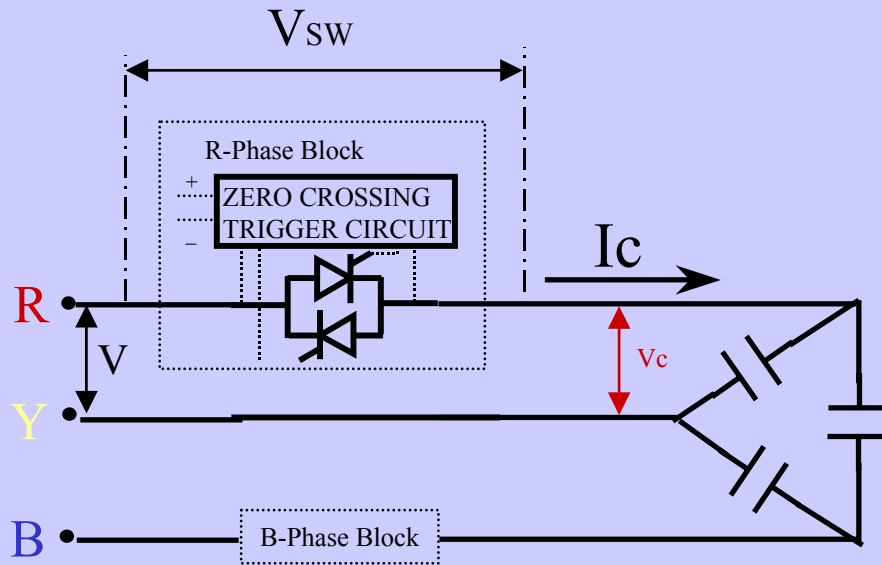 VSW
R-Phase Block
+
ZERO CROSSING
TRIGGER CIRCUIT
−
Ic
R
V
Vc
Y
B
B-Phase Block